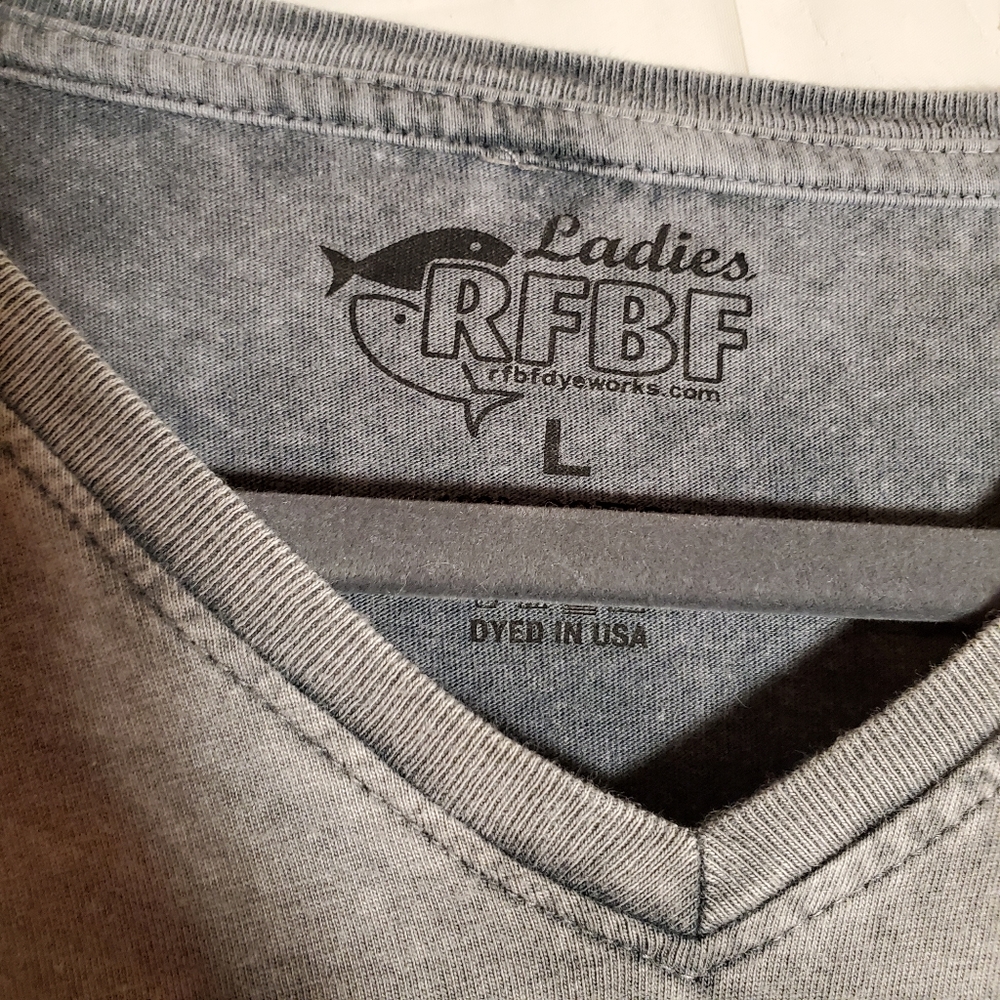 Ladies
RFBF
rfbfdyeworks.com
L
DYED IN USA